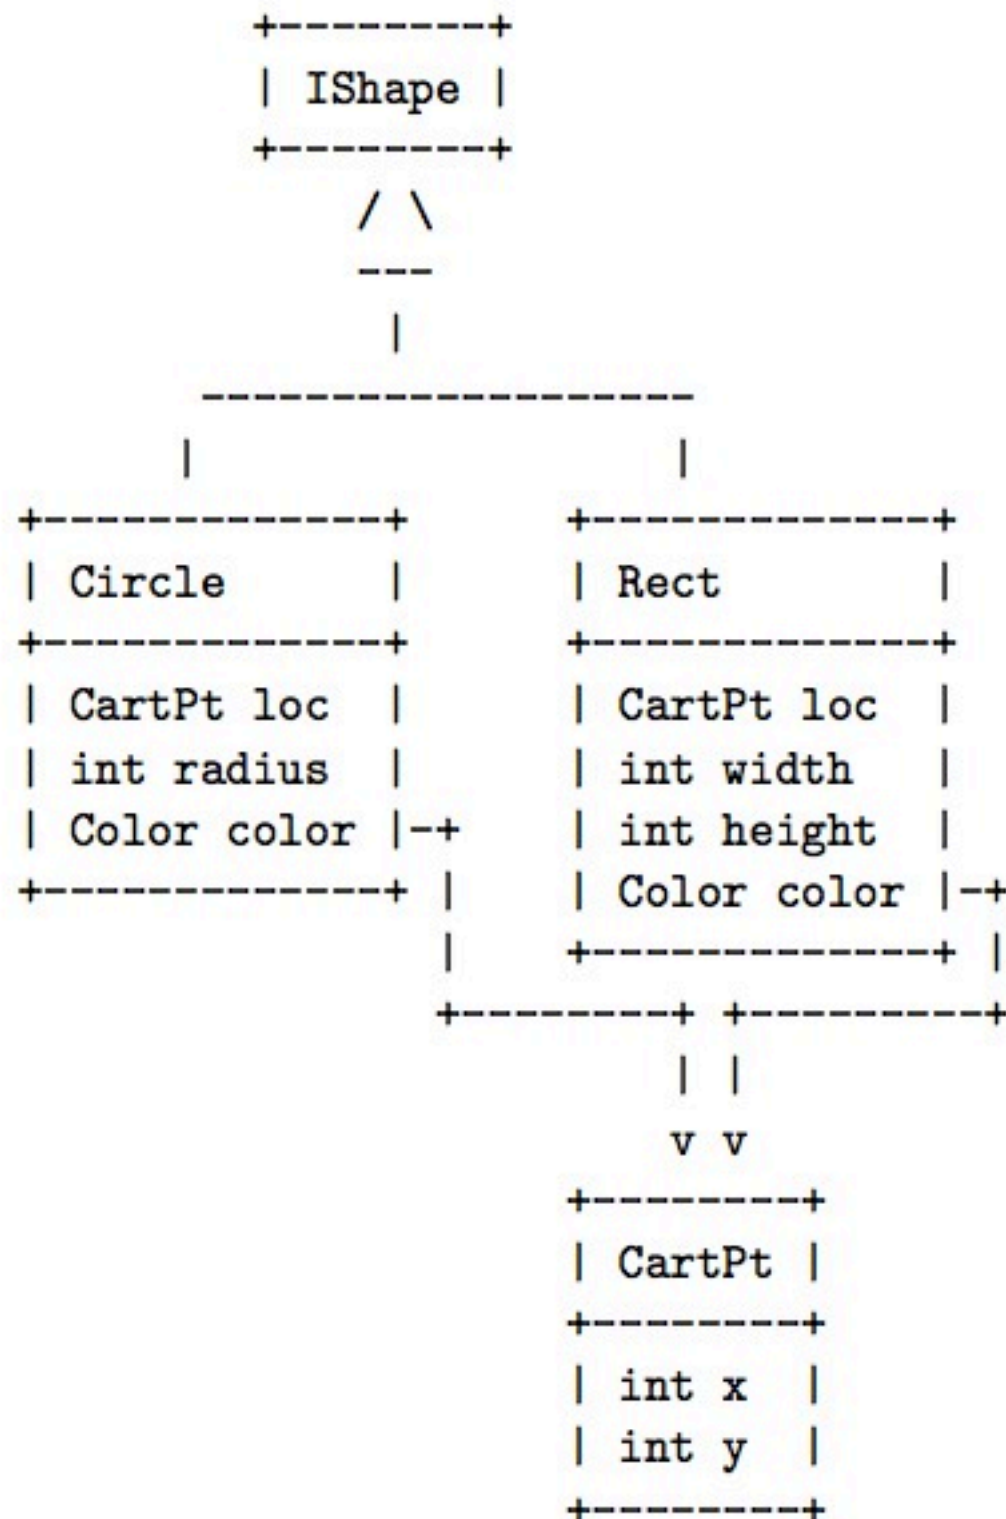 +--------+
| IShape |
+--------+
/ \
---
|
-------------------
| |
+--------------+ +--------------+
| Circle | | Rect |
+--------------+ +--------------+
| CartPt loc | | CartPt loc |
| int radius | | int width |
| Color color |-+ | int height |
+--------------+ | | Color color |-+
| +--------------+ |
+--------+ +---------+
| |
v v
+--------+
| CartPt |
+--------+
| int x |
| int y |
+--------+